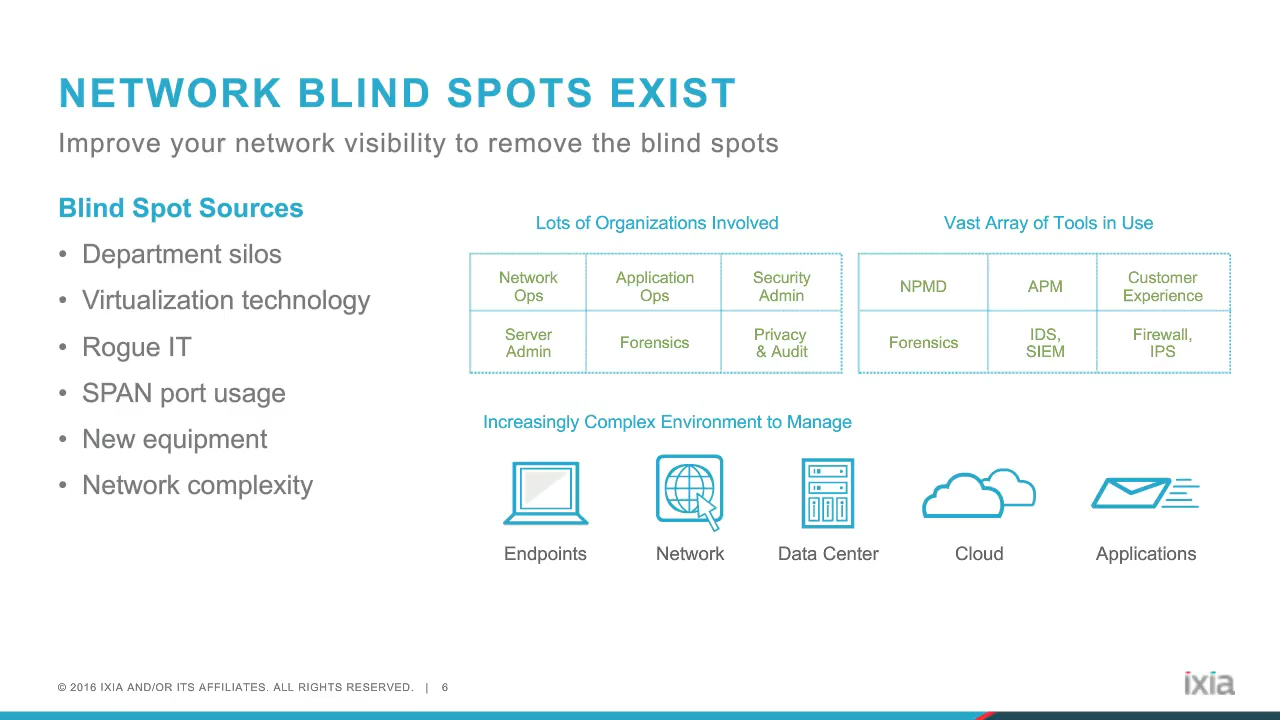 NETWORK BLIND SPOTS EXIST
Improve your network visibility to remove the blind spots
Blind Spot Sources
• Department silos
• Virtualization technology
• Rogue IT
• SPAN port usage
• New equipment
• Network complexity
Lots of Organizations Involved
Network
Ops
Application
Ops
Security
Admin
Server
Admin
Forensics
Privacy
& Audit
Vast Array of Tools in Use
NPMD
APM
Customer
Experience
Forensics
IDS,
SIEM
Firewall,
IPS
Increasingly Complex Environment to Manage
Endpoints
Network
Data Center
Cloud
Applications
© 2016 IXIA AND/OR ITS AFFILIATES. ALL RIGHTS RESERVED. | 6
ixia